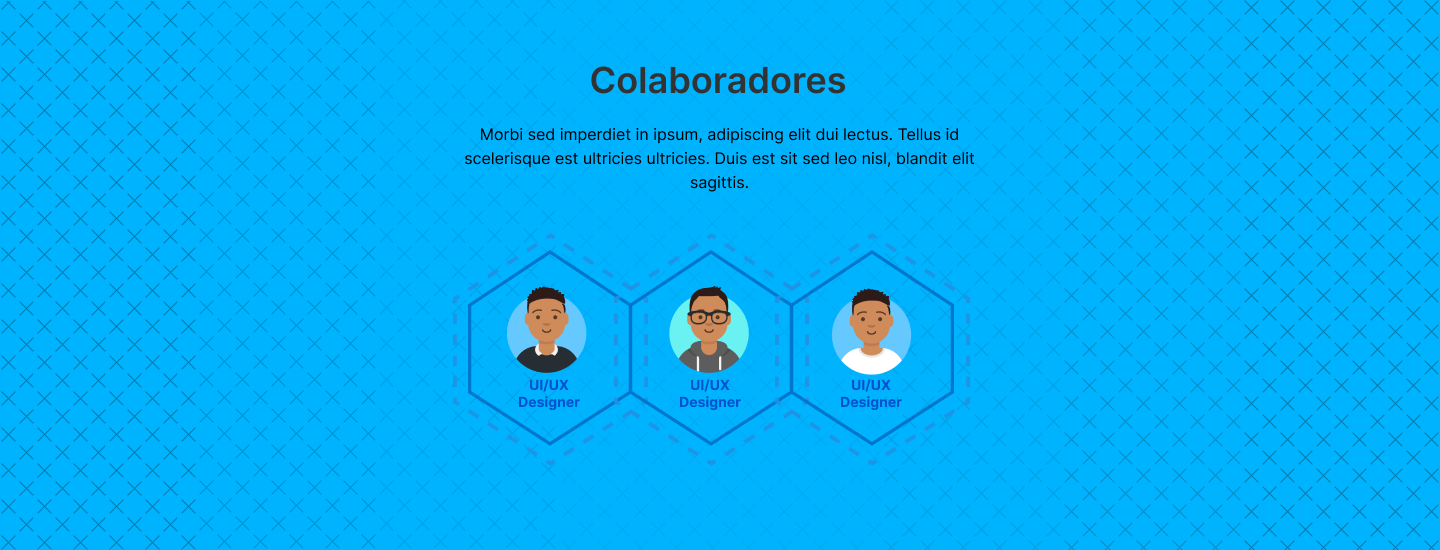 Colaboradores
Morbi sed imperdiet in ipsum, adipiscing elit dui lectus. Tellus id
scelerisque est ultricies ultricies. Duis est sit sed leo nisl, blandit elit
sagittis.
UI/UX
Designer
UI/UX
Designer
UI/UX
Designer